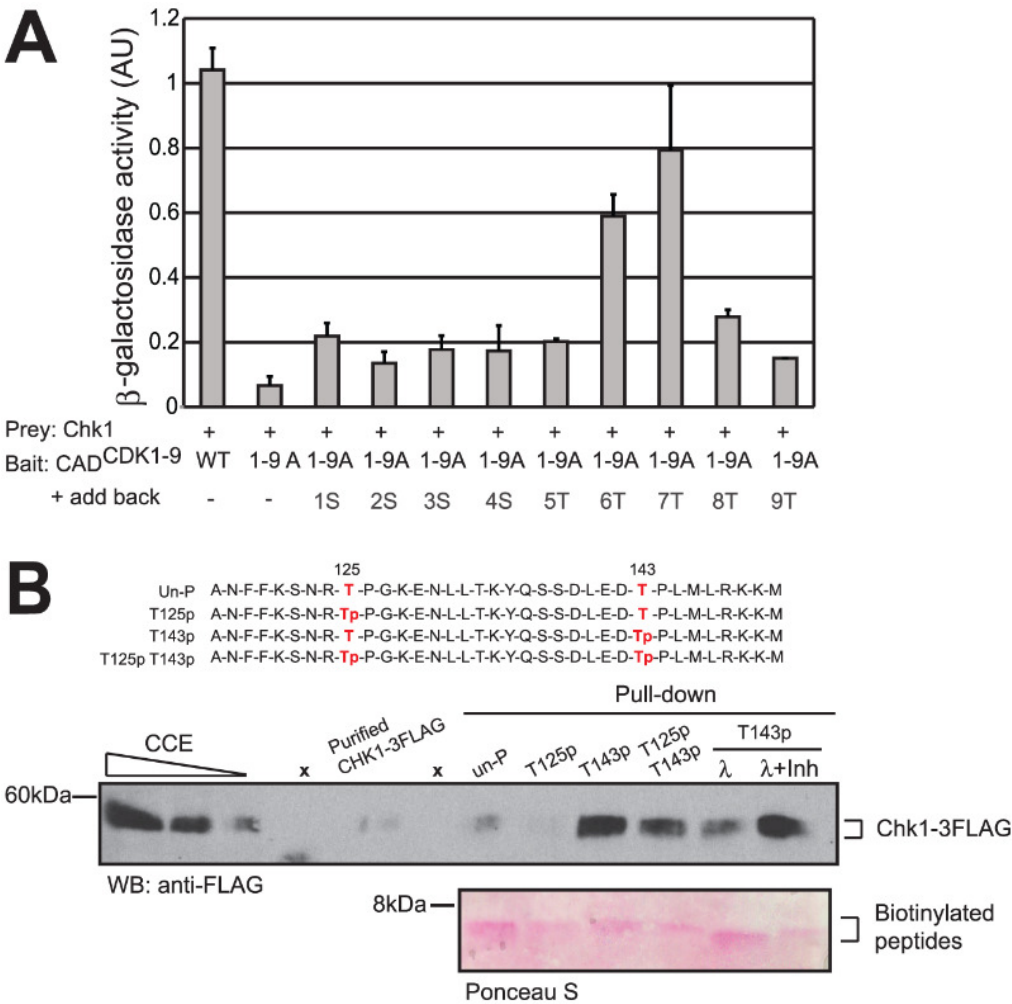 A
β-galactosidase activity (AU)
1.2
1
0.8
0.6
0.4
0.2
0
Prey: Chk1 + + + + + + + + + + +
Bait: CAD CDK1-9 WT 1-9 A 1-9A 1-9A 1-9A 1-9A 1-9A 1-9A 1-9A 1-9A 1-9A
+ add back - - 1S 2S 3S 4S 5T 6T 7T 8T 9T
B
125 143
Un-P A-N-F-F-K-S-N-R- T -P-G-K-E-N-L-L-T-K-Y-Q-S-S-D-L-E-D- T -P-L-M-L-R-K-K-M
T125p A-N-F-F-K-S-N-R-Tp-P-G-K-E-N-L-L-T-K-Y-Q-S-S-D-L-E-D- T -P-L-M-L-R-K-K-M
T143p A-N-F-F-K-S-N-R- T -P-G-K-E-N-L-L-T-K-Y-Q-S-S-D-L-E-D-Tp-P-L-M-L-R-K-K-M
T125p T143p A-N-F-F-K-S-N-R-Tp-P-G-K-E-N-L-L-T-K-Y-Q-S-S-D-L-E-D-Tp-P-L-M-L-R-K-K-M
Pull-down
CCE x Purified CHK1-3FLAG x un-P T125p T143p T125p T143p T143p
λ λ+Inh
60kDa
Chk1-3FLAG
WB: anti-FLAG
8kDa
Biotinylated
peptides
Ponceau S